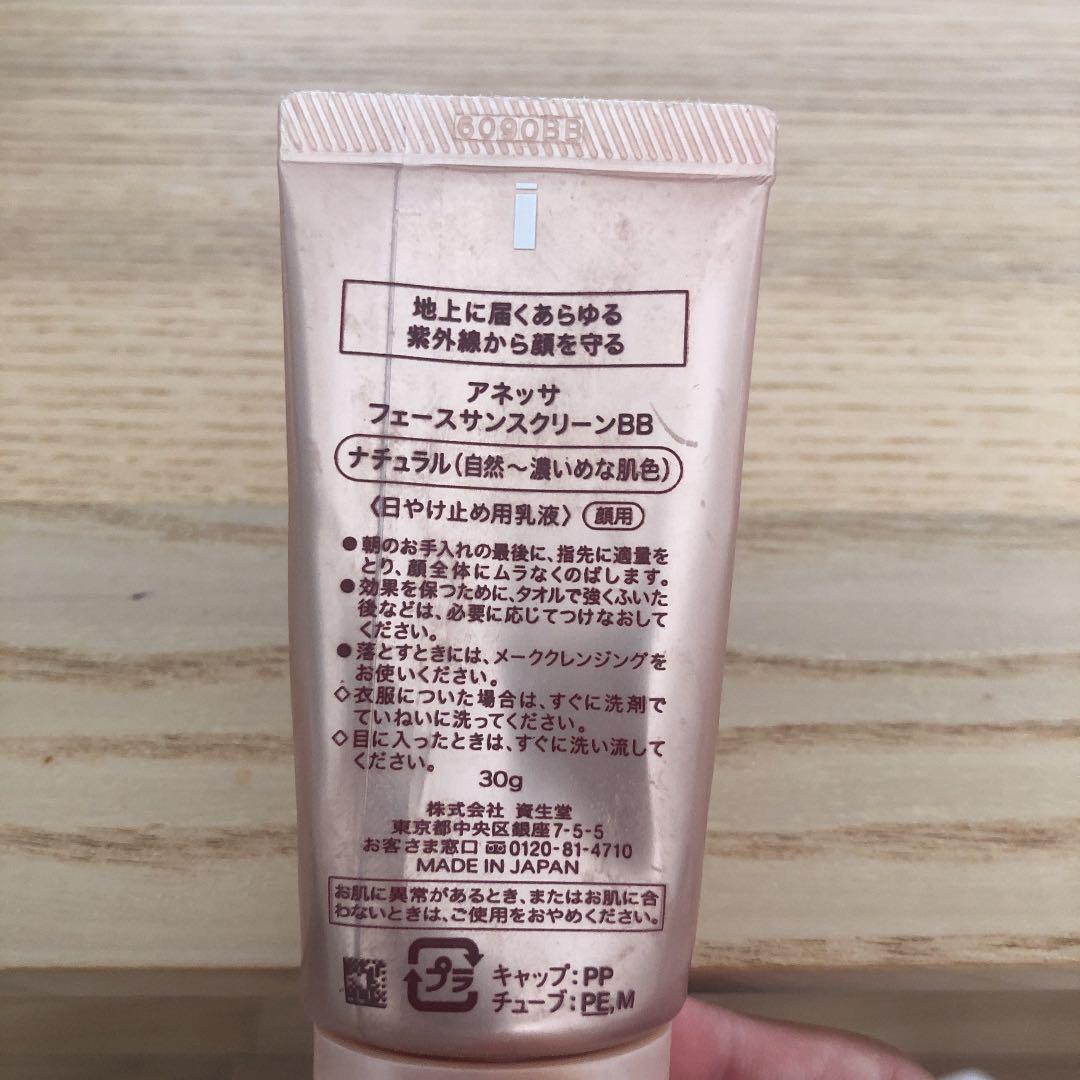 6090BB
地上に届くあらゆる
紫外線から顔を守る
アネッサ
フェースサンスクリーンBB
ナチュラル(自然～濃いめな肌色)
〈日やけ止め用乳液〉 顔用
●朝のお手入れの最後に、指先に適量を
とり、顔全体にムラなくのばします。
●効果を保つために、タオルで強くふいた
後などは、必要に応じてつけなおして
ください。
●落とすときには、メーククレンジングを
お使いください。
◇衣服についた場合は、すぐに洗剤で
ていねいに洗ってください。
◇目に入ったときは、すぐに洗い流して
ください。
30g
株式会社 資生堂
東京都中央区銀座7-5-5
お客さま窓口 0120-81-4710
MADE IN JAPAN
お肌に異常があるとき、またはお肌に合
わないときは、ご使用をおやめください。
プラ
キャップ:PP
チューブ:PE,M